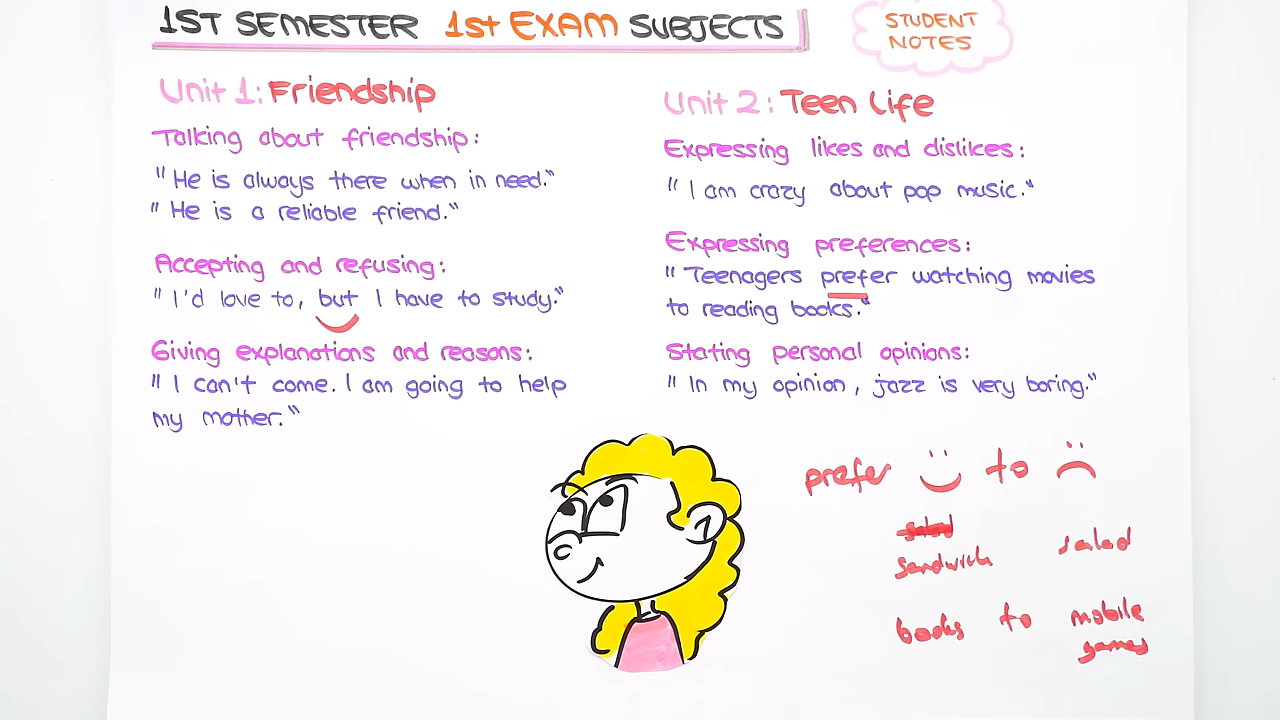 1ST SEMESTER 1st EXAM SUBJECTS
STUDENT
NOTES
Unit 1: Friendship
Talking about friendship:
"He is always there when in need."
"He is a reliable friend."
Accepting and refusing:
"I'd love to, but I have to study."
Giving explanations and reasons:
"I can't come. I am going to help
my mother."
Unit 2: Teen Life
Expressing likes and dislikes:
"I am crazy about pop music."
Expressing preferences:
"Teenagers prefer watching movies
to reading books."
Stating personal opinions:
"In my opinion, jazz is very boring."
prefer to
salad
sandwich salad
books to mobile
games